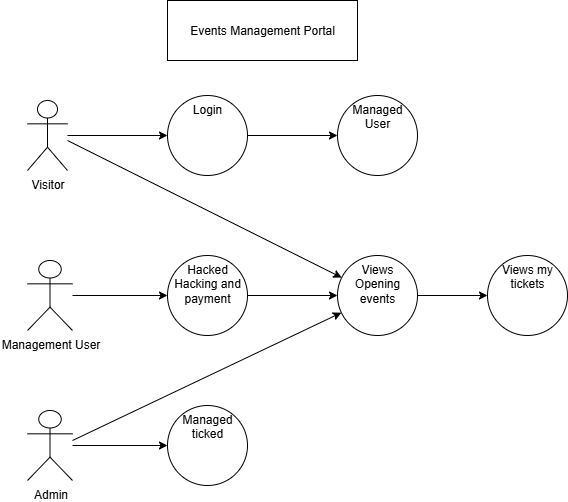 Events Management Portal
Login
Managed
User
Visitor
Hacked
Hacking and
payment
Views
Opening
events
Views my
tickets
Management User
Managed
ticked
Admin